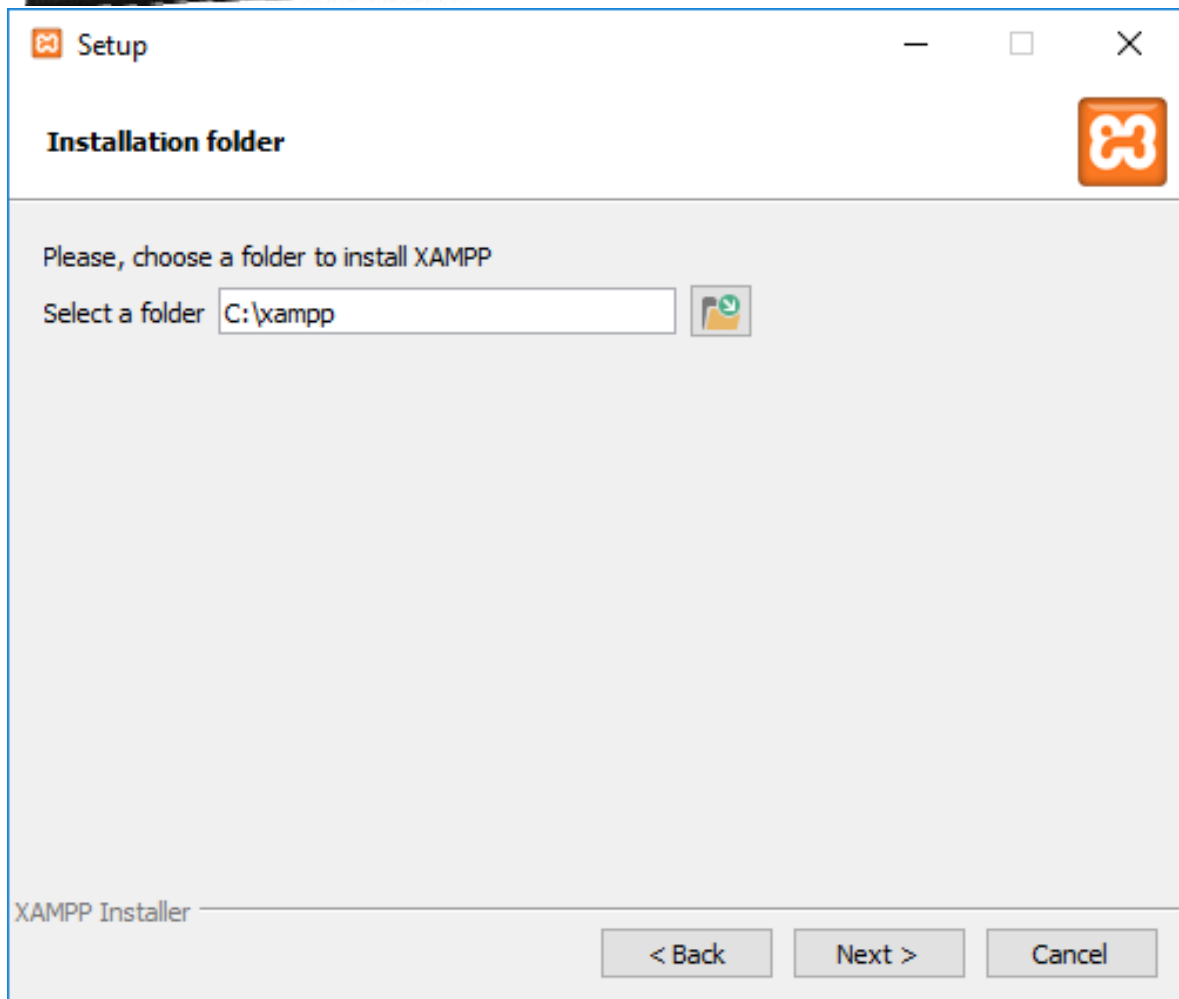 Setup
Installation folder
Please, choose a folder to install XAMPP
Select a folder C:\xampp
XAMPP Installer
< Back Next > Cancel